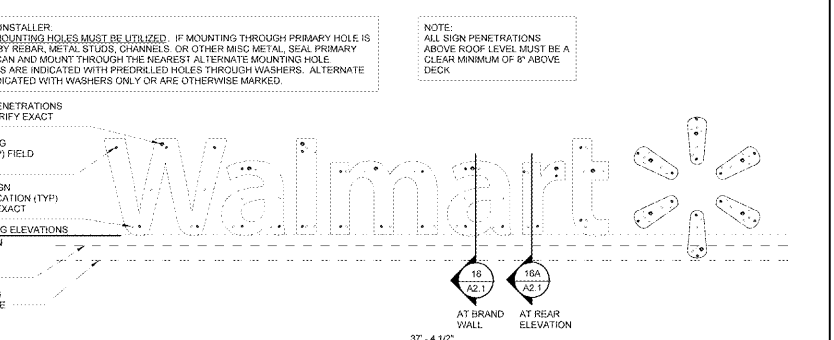 NSTALLER:
MOUNTING HOLES MUST BE UTILIZED. IF MOUNTING THROUGH PRIMARY HOLE IS
BY REBAR, METAL STUDS, CHANNELS. OR OTHER MISC METAL, SEAL PRIMARY
CAN AND MOUNT THROUGH THE NEAREST ALTERNATE MOUNTING HOLE.
S ARE INDICATED WITH PREDRILLED HOLES THROUGH WASHERS. ALTERNATE
DICATED WITH WASHERS ONLY OR ARE OTHERWISE MARKED.
NOTE:
ALL SIGN PENETRATIONS
ABOVE ROOF LEVEL MUST BE A
CLEAR MINIMUM OF 8" ABOVE
DECK
ENETRATIONS
RIFY EXACT
G
) FIELD
GN
CATION (TYP)
EXACT
G ELEVATIONS
N
E
Walmart
16
A2.1
16A
A2.1
AT BRAND
WALL
AT REAR
ELEVATION
37' - 4 1/2"